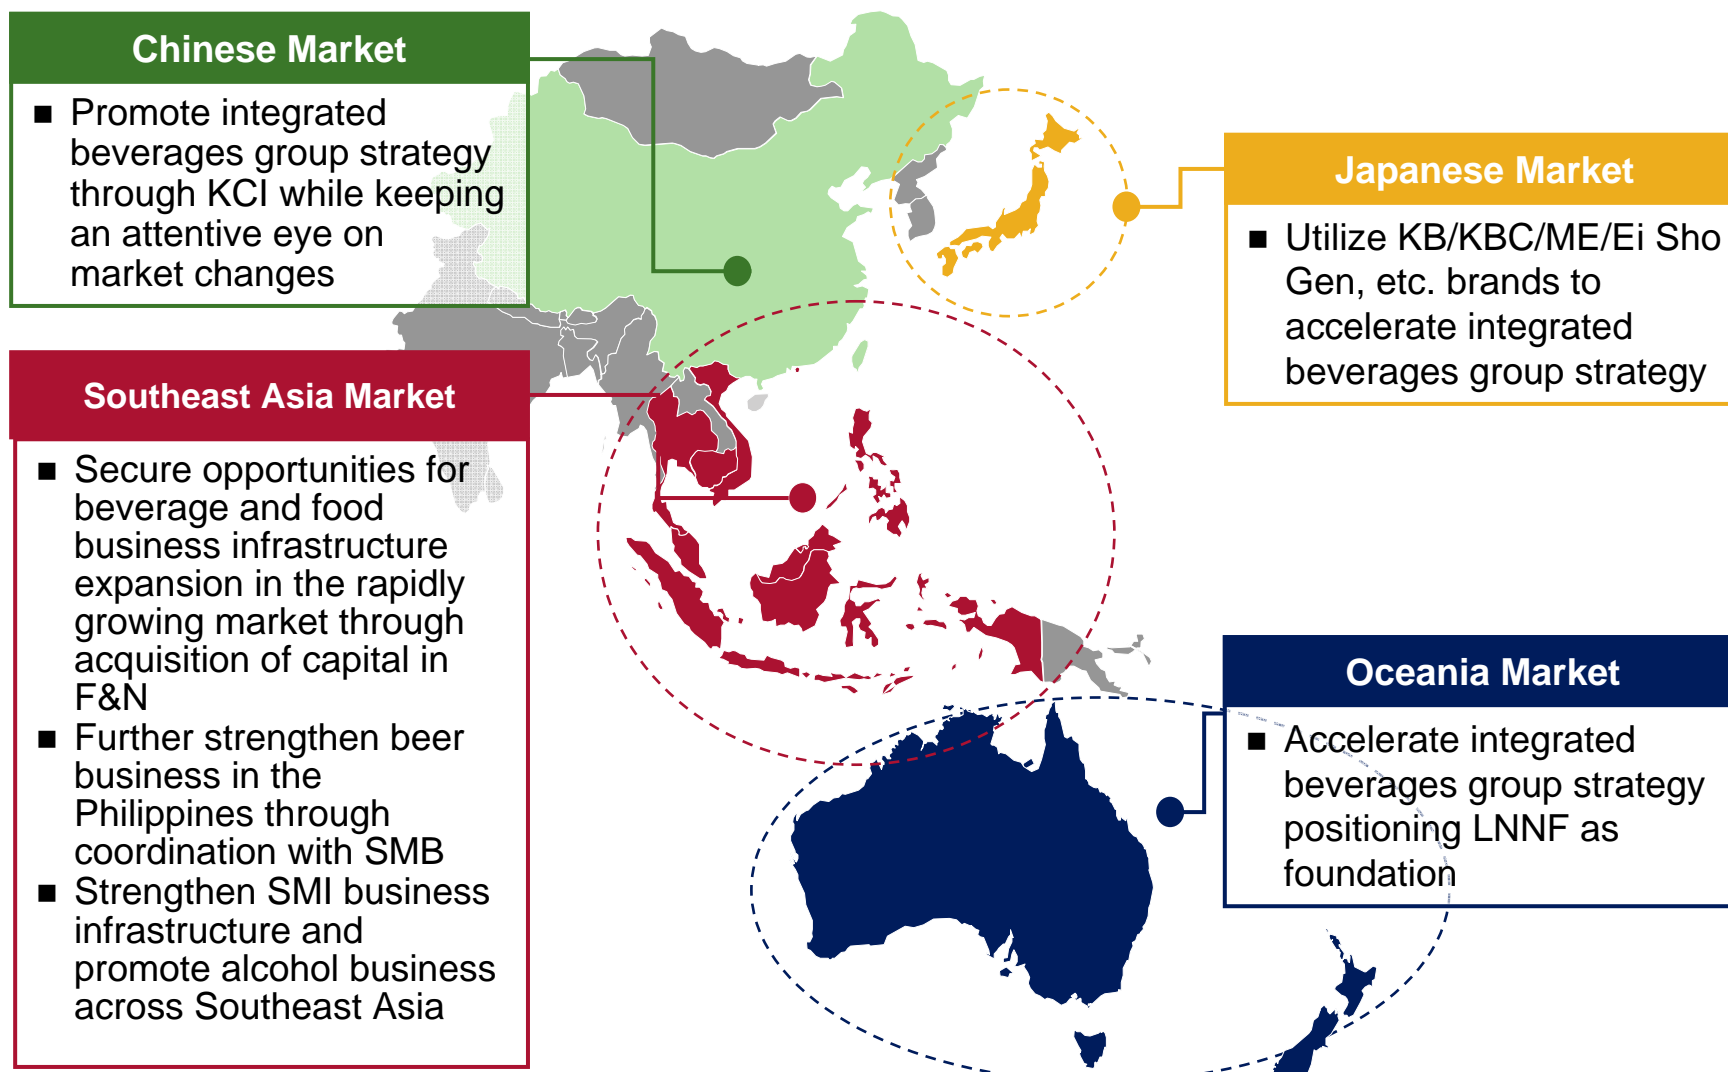 Chinese Market
■ Promote integrated
beverages group strategy
through KCI while keeping
an attentive eye on
market changes
Southeast Asia Market
■ Secure opportunities for
beverage and food
business infrastructure
expansion in the rapidly
growing market through
acquisition of capital in
F&N
■ Further strengthen beer
business in the
Philippines through
coordination with SMB
■ Strengthen SMI business
infrastructure and
promote alcohol business
across Southeast Asia
Japanese Market
■ Utilize KB/KBC/ME/Ei Sho
Gen, etc. brands to
accelerate integrated
beverages group strategy
Oceania Market
■ Accelerate integrated
beverages group strategy
positioning LNNF as
foundation